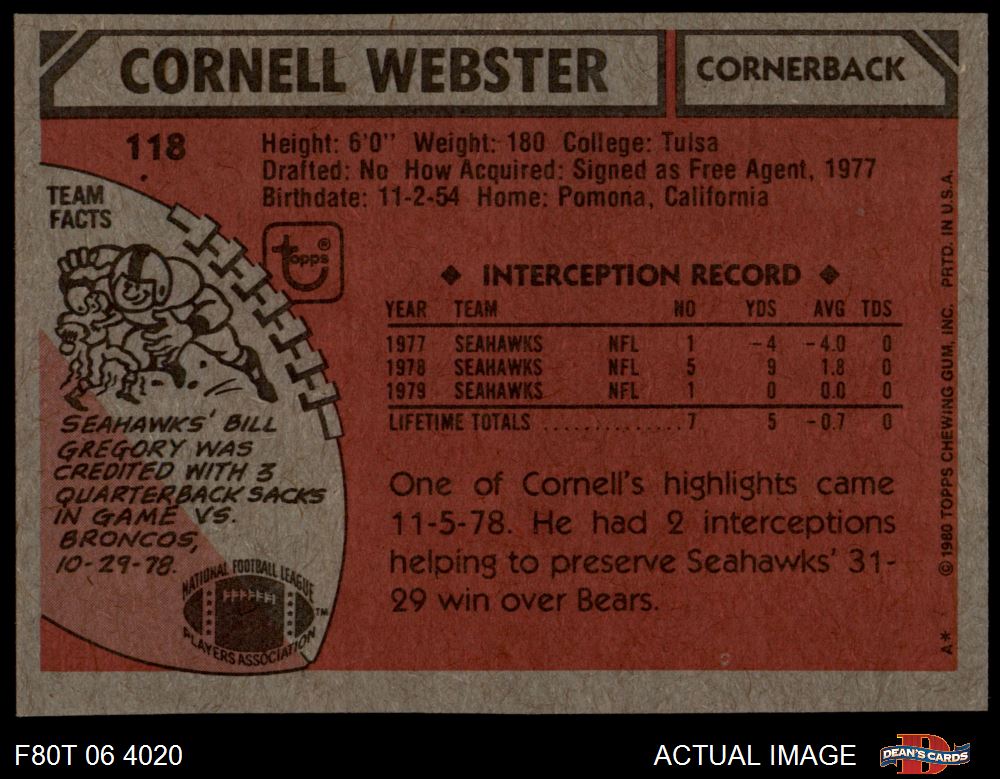 CORNELL WEBSTER
CORNERBACK
118
Height: 6'0" Weight: 180 College: Tulsa
Drafted: No How Acquired: Signed as Free Agent, 1977
Birthdate: 11-2-54 Home: Pomona, California
TEAM
FACTS
topps®
◆ INTERCEPTION RECORD ◆
YEAR TEAM NO YDS AVG TDS
1977 SEAHAWKS NFL 1 -4 -4.0 0
1978 SEAHAWKS NFL 5 9 1.8 0
1979 SEAHAWKS NFL 1 0 0.0 0
LIFETIME TOTALS ..............7 5 -0.7 0
SEAHAWKS' BILL
GREGORY WAS
CREDITED WITH 3
QUARTERBACK SACKS
IN GAME VS.
BRONCOS,
10-29-78.
One of Cornell's highlights came
11-5-78. He had 2 interceptions
helping to preserve Seahawks' 31-
29 win over Bears.
NATIONAL FOOTBALL LEAGUE
PLAYERS ASSOCIATION
TM
A* © 1980 TOPPS CHEWING GUM, INC. PRTD. IN U.S.A.
F80T 06 4020
ACTUAL IMAGE
D
DEAN'S CARDS